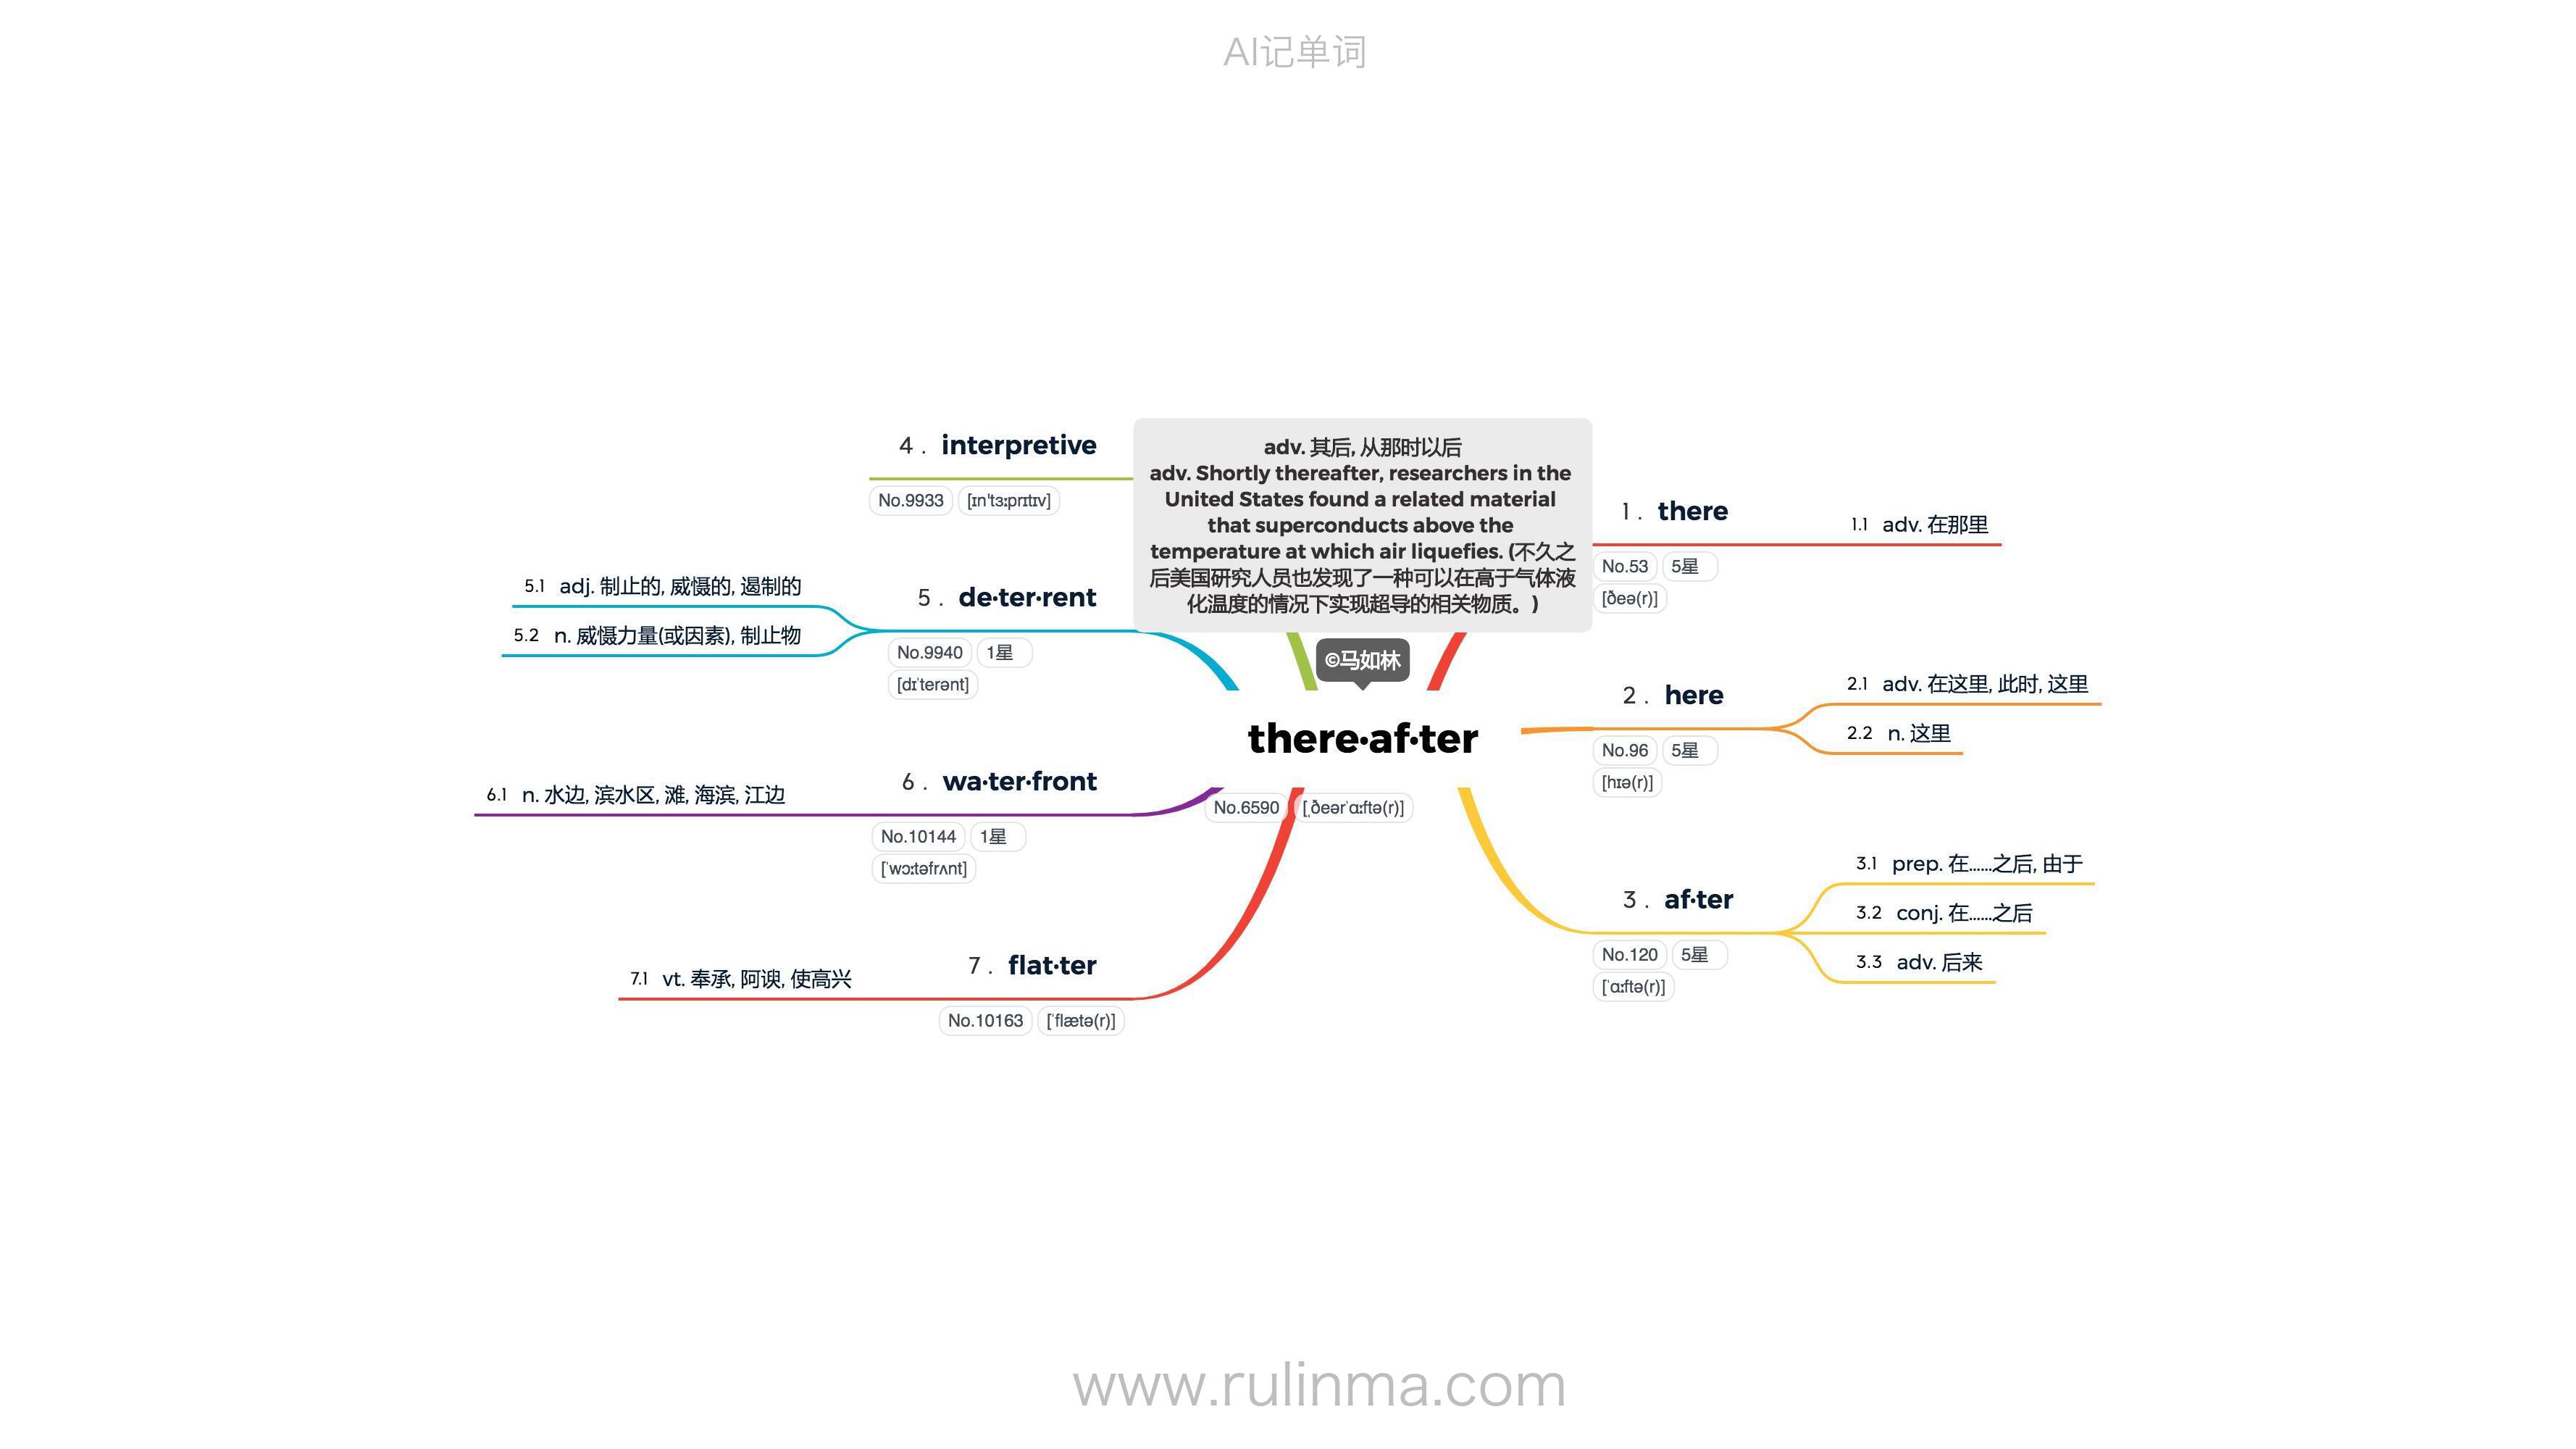 AI记单词
adv. 其后, 从那时以后
adv. Shortly thereafter, researchers in the
United States found a related material
that superconducts above the
temperature at which air liquefies. (不久之
后美国研究人员也发现了一种可以在高于气体液
化温度的情况下实现超导的相关物质。)
©马如林
there·af·ter
No.6590 [ˌðeərˈɑːftə(r)]
1. there
No.53 5星
[ðeə(r)]
1.1 adv. 在那里
2. here
No.96 5星
[hɪə(r)]
2.1 adv. 在这里, 此时, 这里
2.2 n. 这里
3. af·ter
No.120 5星
[ˈɑːftə(r)]
3.1 prep. 在……之后, 由于
3.2 conj. 在……之后
3.3 adv. 后来
4. interpretive
No.9933 [ɪn'tɜːprɪtɪv]
5. de·ter·rent
No.9940 1星
[dɪˈterənt]
5.1 adj. 制止的, 威慑的, 遏制的
5.2 n. 威慑力量(或因素), 制止物
6. wa·ter·front
No.10144 1星
[ˈwɔːtəfrʌnt]
6.1 n. 水边, 滨水区, 滩, 海滨, 江边
7. flat·ter
No.10163 [ˈflætə(r)]
7.1 vt. 奉承, 阿谀, 使高兴
www.rulinma.com